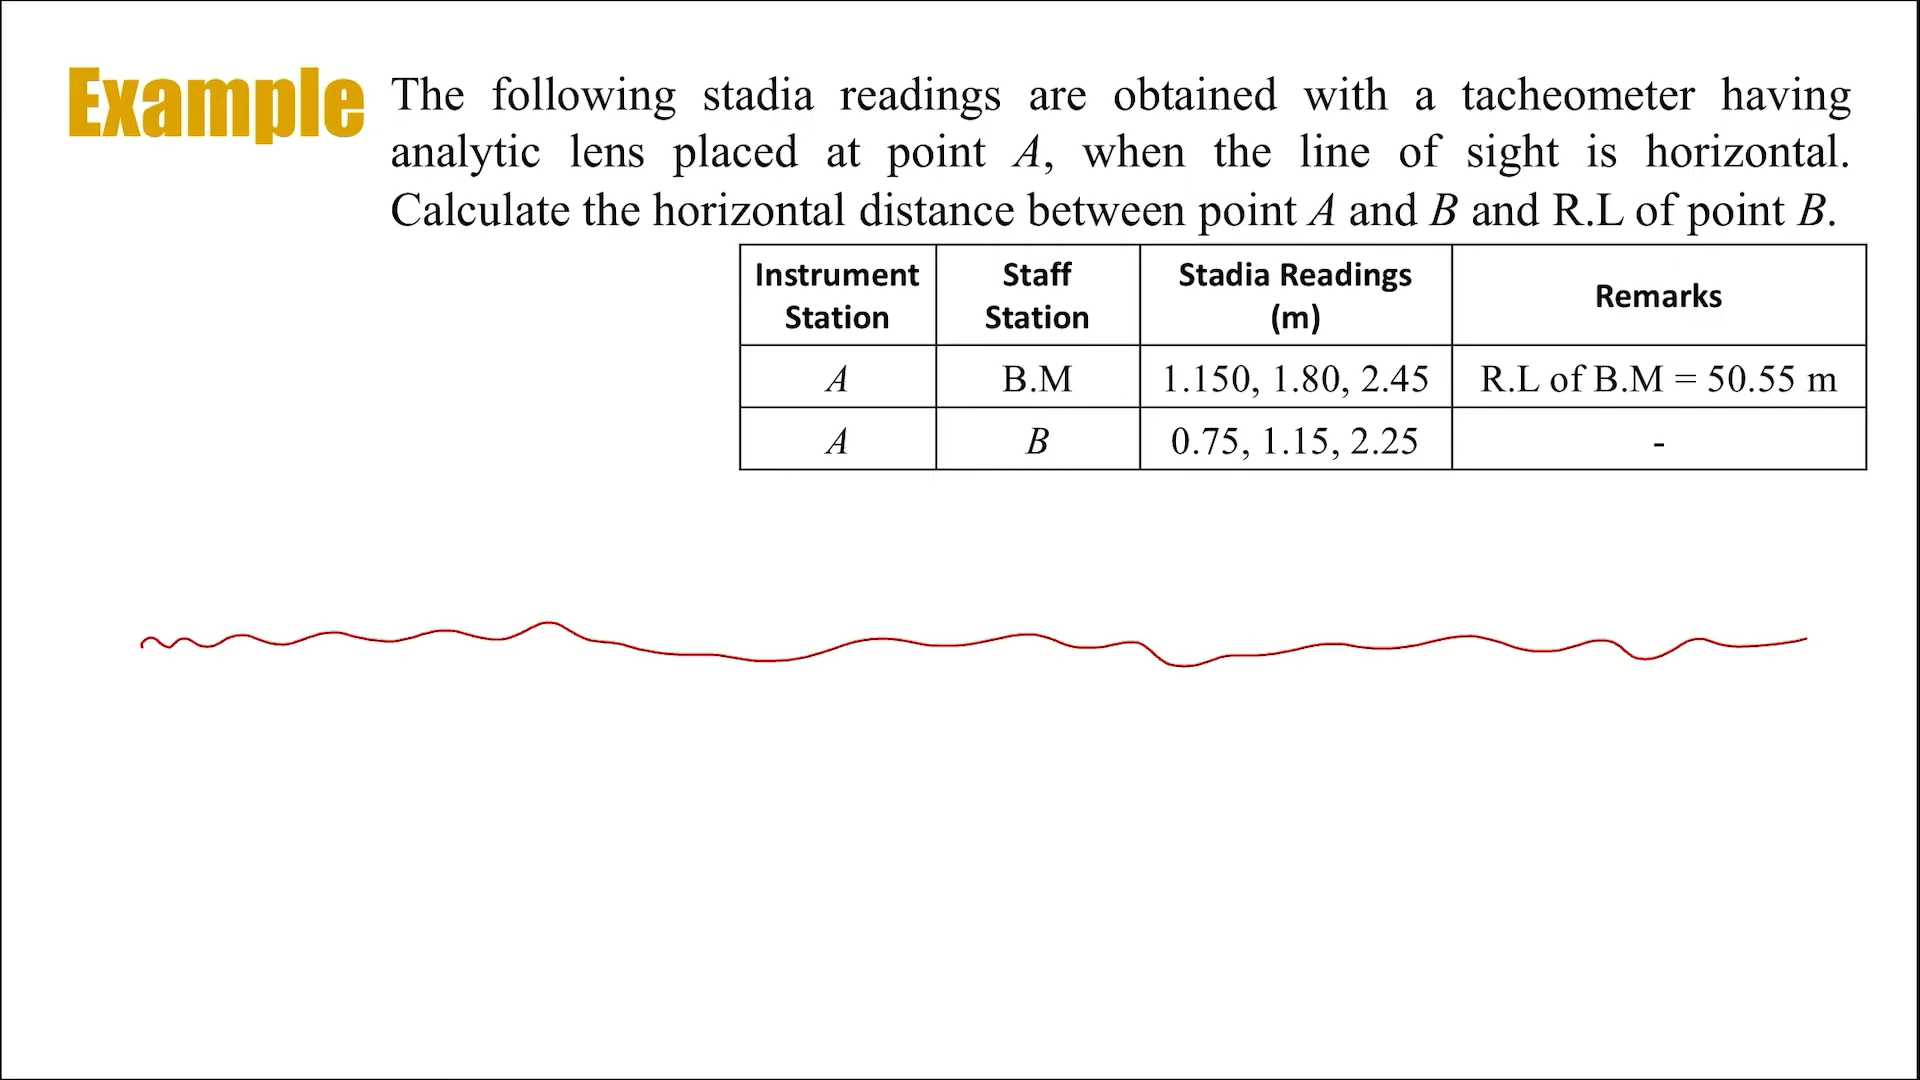 Example The following stadia readings are obtained with a tacheometer having
analytic lens placed at point A, when the line of sight is horizontal.
Calculate the horizontal distance between point A and B and R.L of point B.
Instrument Station Staff Station Stadia Readings (m) Remarks
A B.M 1.150, 1.80, 2.45 R.L of B.M = 50.55 m
A B 0.75, 1.15, 2.25 -